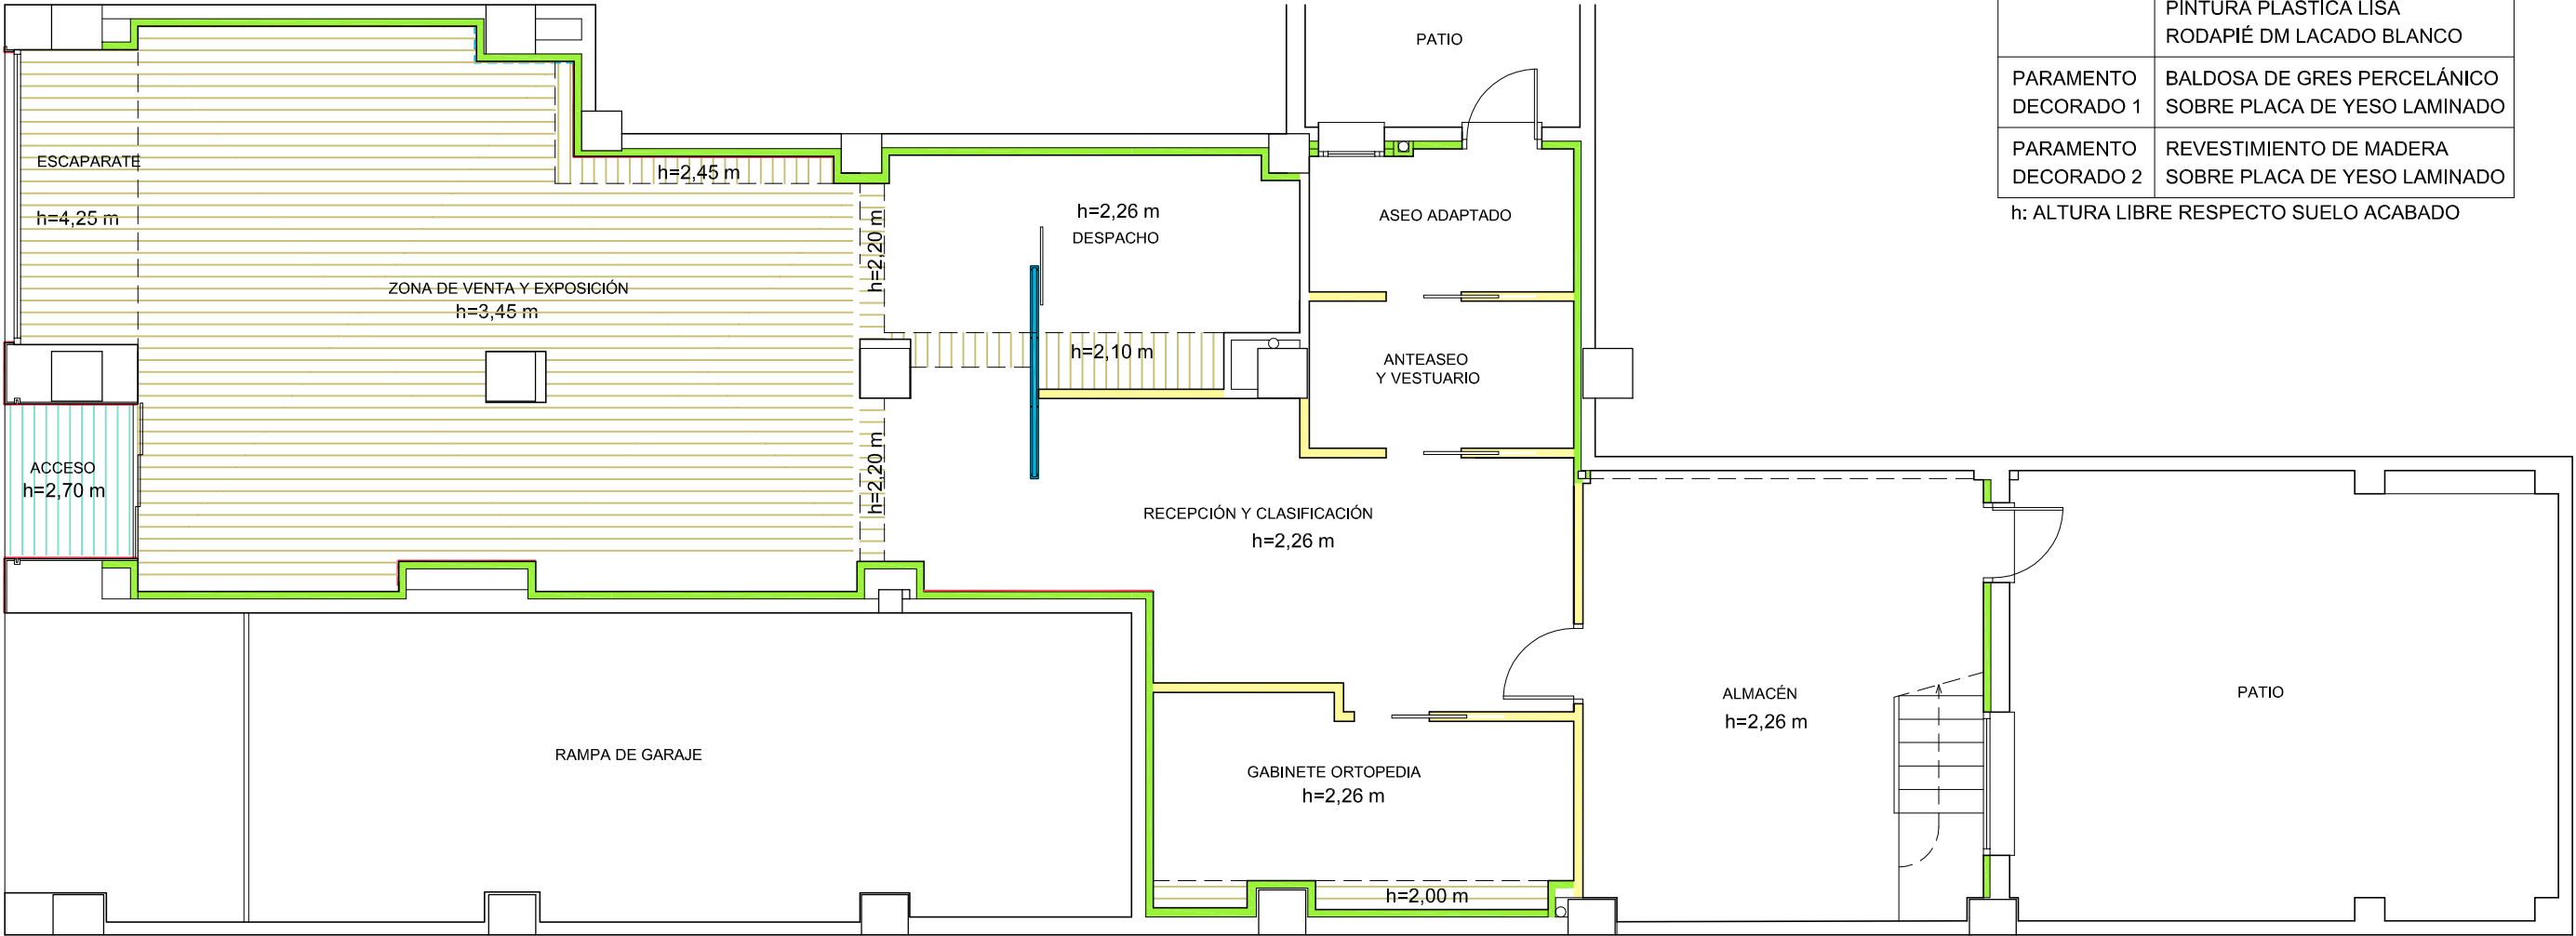 PINTURA PLÁSTICA LISA
RODAPIÉ DM LACADO BLANCO
PARAMENTO
DECORADO 1
BALDOSA DE GRES PERCELÁNICO
SOBRE PLACA DE YESO LAMINADO
PARAMENTO
DECORADO 2
REVESTIMIENTO DE MADERA
SOBRE PLACA DE YESO LAMINADO
h: ALTURA LIBRE RESPECTO SUELO ACABADO
PATIO
ESCAPARATE
h=4,25 m
h=2,45 m
h=2,20 m
h=2,26 m
DESPACHO
ASEO ADAPTADO
ZONA DE VENTA Y EXPOSICIÓN
h=3,45 m
h=2,10 m
ANTEASEO
Y VESTUARIO
ACCESO
h=2,70 m
h=2,20 m
RECEPCIÓN Y CLASIFICACIÓN
h=2,26 m
ALMACÉN
h=2,26 m
PATIO
RAMPA DE GARAJE
GABINETE ORTOPEDIA
h=2,26 m
h=2,00 m